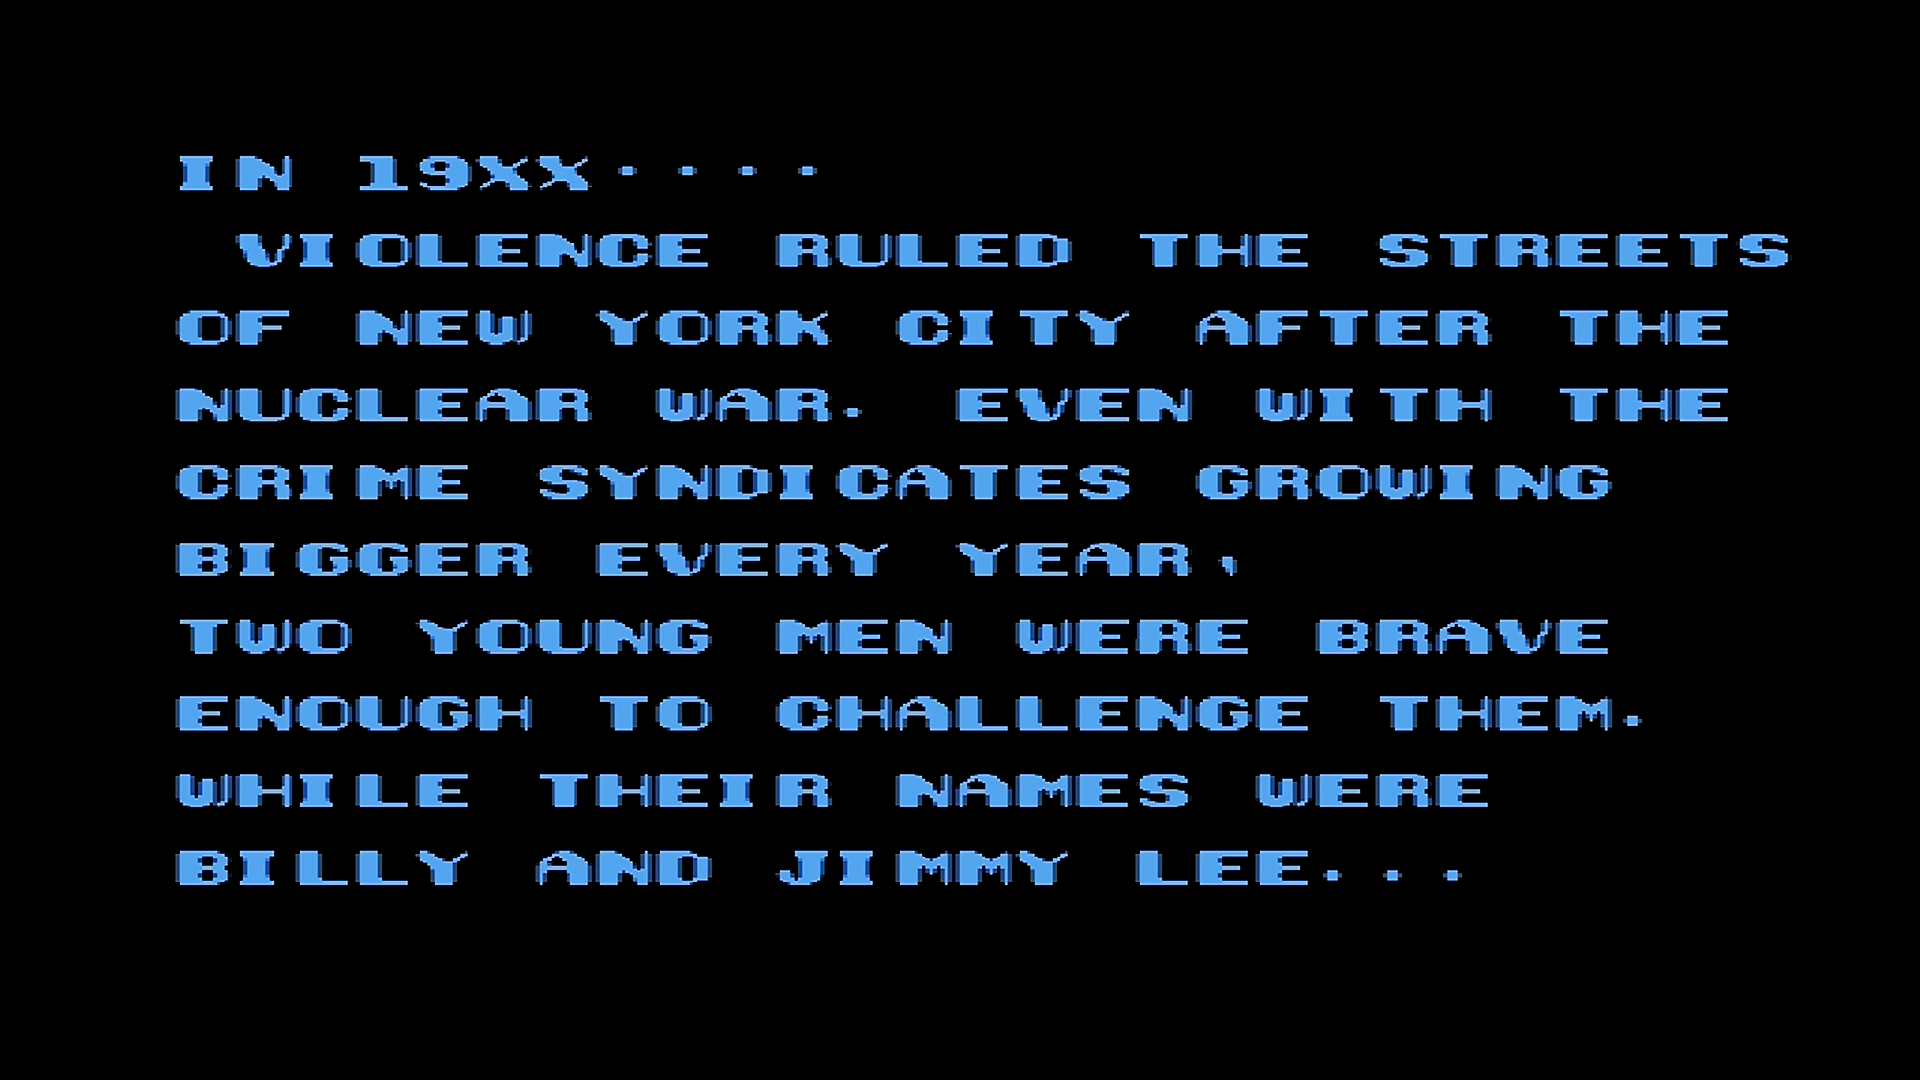 IN 19XX····
VIOLENCE RULED THE STREETS
OF NEW YORK CITY AFTER THE
NUCLEAR WAR. EVEN WITH THE
CRIME SYNDICATES GROWING
BIGGER EVERY YEAR,
TWO YOUNG MEN WERE BRAVE
ENOUGH TO CHALLENGE THEM.
WHILE THEIR NAMES WERE
BILLY AND JIMMY LEE...